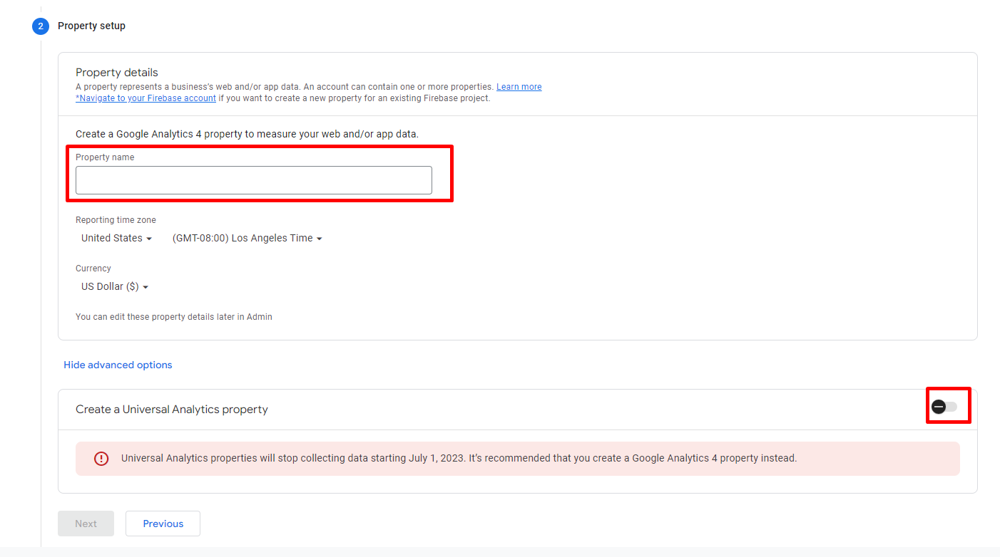 2 Property setup
Property details
A property represents a business’s web and/or app data. An account can contain one or more properties. Learn more
*Navigate to your Firebase account if you want to create a new property for an existing Firebase project.
Create a Google Analytics 4 property to measure your web and/or app data.
Property name
Reporting time zone
United States (GMT-08:00) Los Angeles Time
Currency
US Dollar ($)
You can edit these property details later in Admin
Hide advanced options
Create a Universal Analytics property
Universal Analytics properties will stop collecting data starting July 1, 2023. It’s recommended that you create a Google Analytics 4 property instead.
Next Previous